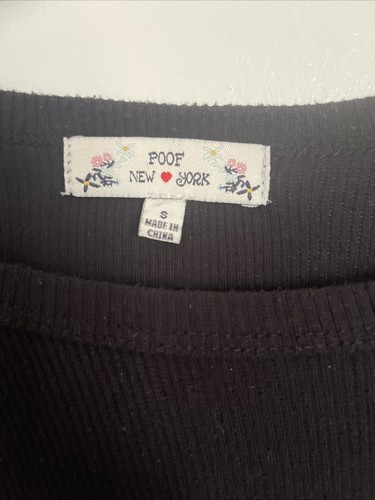 POOF
NEW YORK
S
MADE IN
CHINA